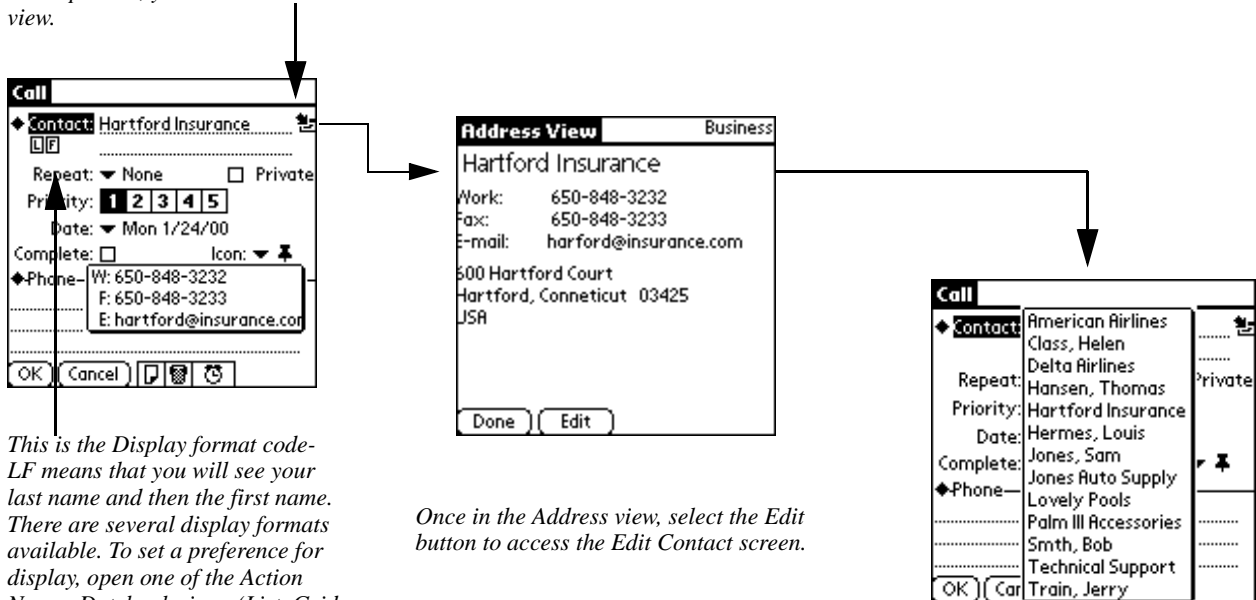 view.
Call
Contact: Hartford Insurance
L F
Repeat: None Private
Priority: 1 2 3 4 5
Date: Mon 1/24/00
Complete: Icon:
Phone
W: 650-848-3232
F: 650-848-3233
E: hartford@insurance.com
OK Cancel
This is the Display format code-
LF means that you will see your
last name and then the first name.
There are several display formats
available. To set a preference for
display, open one of the Action
Address View Business
Hartford Insurance
Work: 650-848-3232
Fax: 650-848-3233
E-mail: harford@insurance.com
600 Hartford Court
Hartford, Conneticut 03425
USA
Done Edit
Once in the Address view, select the Edit
button to access the Edit Contact screen.
Call
Contact:
Repeat: Private
Priority:
Date:
Complete:
Phone
American Airlines
Class, Helen
Delta Airlines
Hansen, Thomas
Hartford Insurance
Hermes, Louis
Jones, Sam
Jones Auto Supply
Lovely Pools
Palm III Accessories
Smth, Bob
Technical Support
Train, Jerry
OK Car